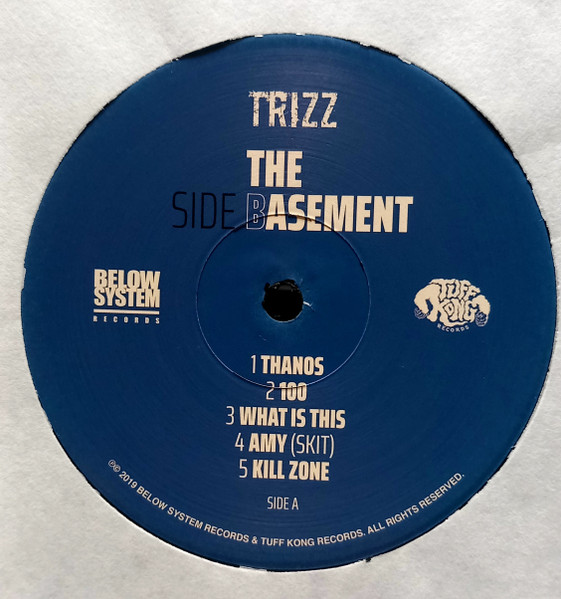 TRIZZ
THE
SIDE BASEMENT
BELOW
SYSTEM
RECORDS
TUFF
KONG
RECORDS
1 THANOS
2 100
3 WHAT IS THIS
4 AMY (SKIT)
5 KILL ZONE
SIDE A
℗© 2019 BELOW SYSTEM RECORDS & TUFF KONG RECORDS. ALL RIGHTS RESERVED.